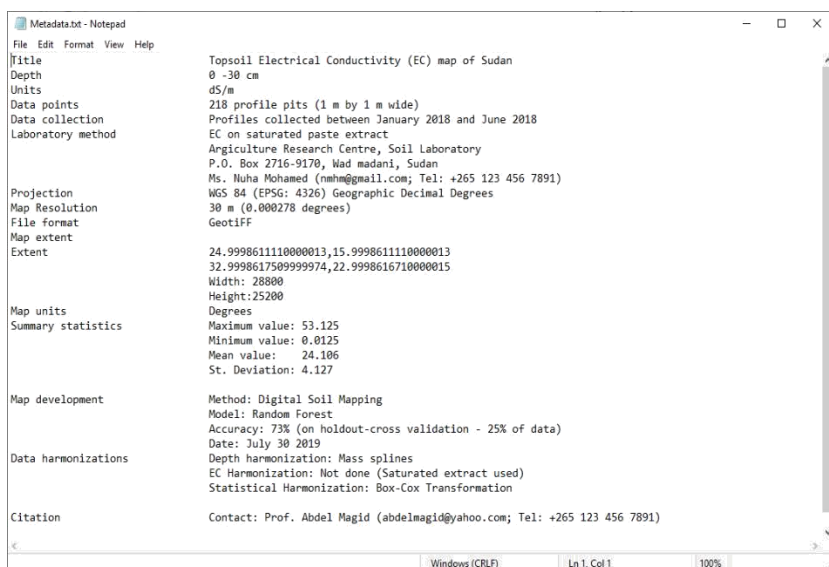 Metadata.txt - Notepad
File Edit Format View Help
Title Topsoil Electrical Conductivity (EC) map of Sudan
Depth 0 -30 cm
Units dS/m
Data points 218 profile pits (1 m by 1 m wide)
Data collection Profiles collected between January 2018 and June 2018
Laboratory method EC on saturated paste extract
Argiculture Research Centre, Soil Laboratory
P.O. Box 2716-9170, Wad madani, Sudan
Ms. Nuha Mohamed (nmhm@gmail.com; Tel: +265 123 456 7891)
Projection WGS 84 (EPSG: 4326) Geographic Decimal Degrees
Map Resolution 30 m (0.000278 degrees)
File format GeotiFF
Map extent
Extent 24.9998611110000013,15.9998611110000013
32.9998617509999974,22.9998616710000015
Width: 28800
Height:25200
Map units Degrees
Summary statistics Maximum value: 53.125
Minimum value: 0.0125
Mean value: 24.106
St. Deviation: 4.127
Map development Method: Digital Soil Mapping
Model: Random Forest
Accuracy: 73% (on holdout-cross validation - 25% of data)
Date: July 30 2019
Data harmonizations Depth harmonization: Mass splines
EC Harmonization: Not done (Saturated extract used)
Statistical Harmonization: Box-Cox Transformation
Citation Contact: Prof. Abdel Magid (abdelmagid@yahoo.com; Tel: +265 123 456 7891)
Windows (CRLF) Ln 1, Col 1 100%